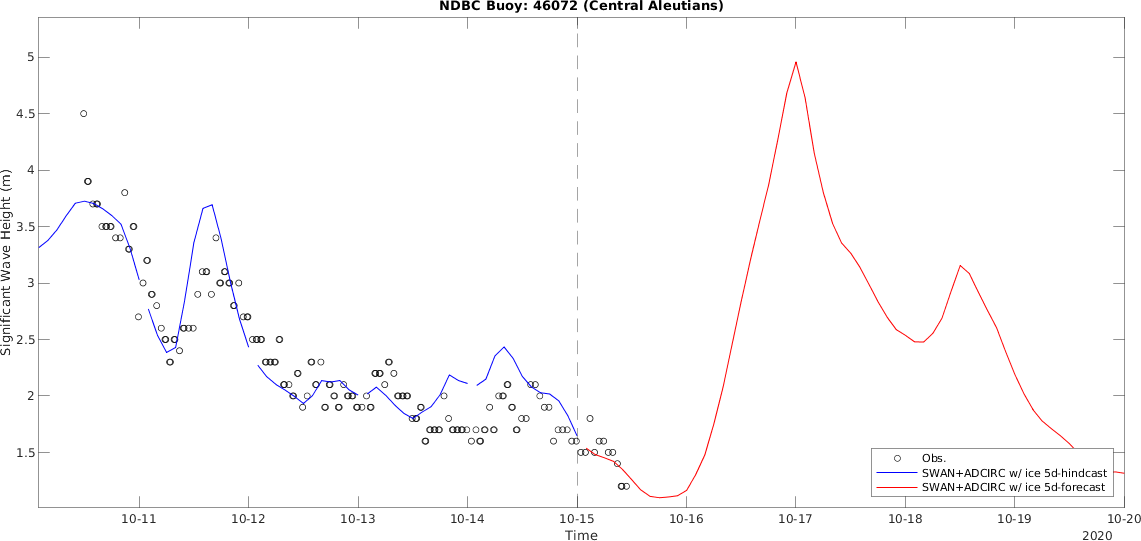 NDBC Buoy: 46072 (Central Aleutians)
Significant Wave Height (m)
5
4.5
4
3.5
3
2.5
2
1.5
Obs.
SWAN+ADCIRC w/ ice 5d-hindcast
SWAN+ADCIRC w/ ice 5d-forecast
10-11 10-12 10-13 10-14 10-15 10-16 10-17 10-18 10-19 10-20
Time 2020